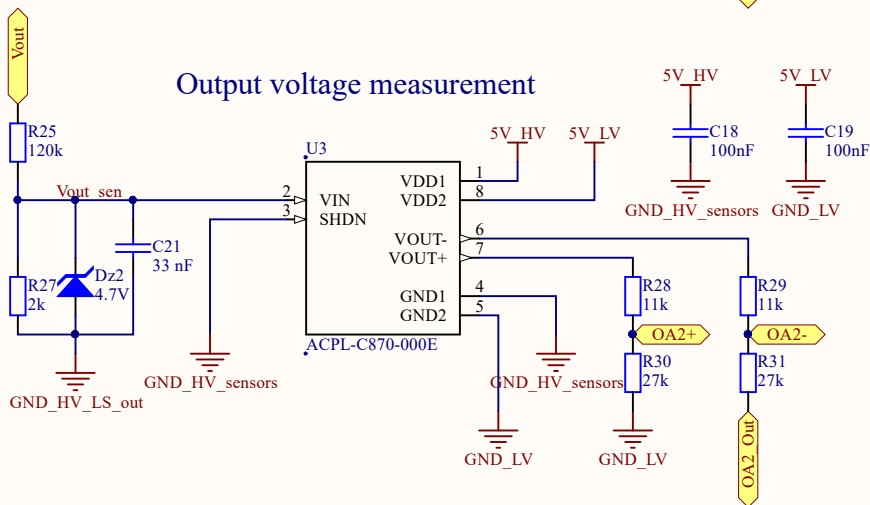 Vout
Output voltage measurement
5V_HV
5V_LV
R25
120k
C18
100nF
C19
100nF
U3
5V_HV
5V_LV
GND_HV_sensors
GND_LV
Vout_sen
2
VIN
3
SHDN
VDD1
1
VDD2
8
VOUT-
6
VOUT+
7
GND1
4
GND2
5
C21
33 nF
R27
2k
Dz2
4.7V
R28
11k
R29
11k
OA2+
OA2-
ACPL-C870-000E
R30
27k
R31
27k
GND_HV_LS_out
GND_HV_sensors
GND_HV_sensors
GND_LV
GND_LV
OA2_Out